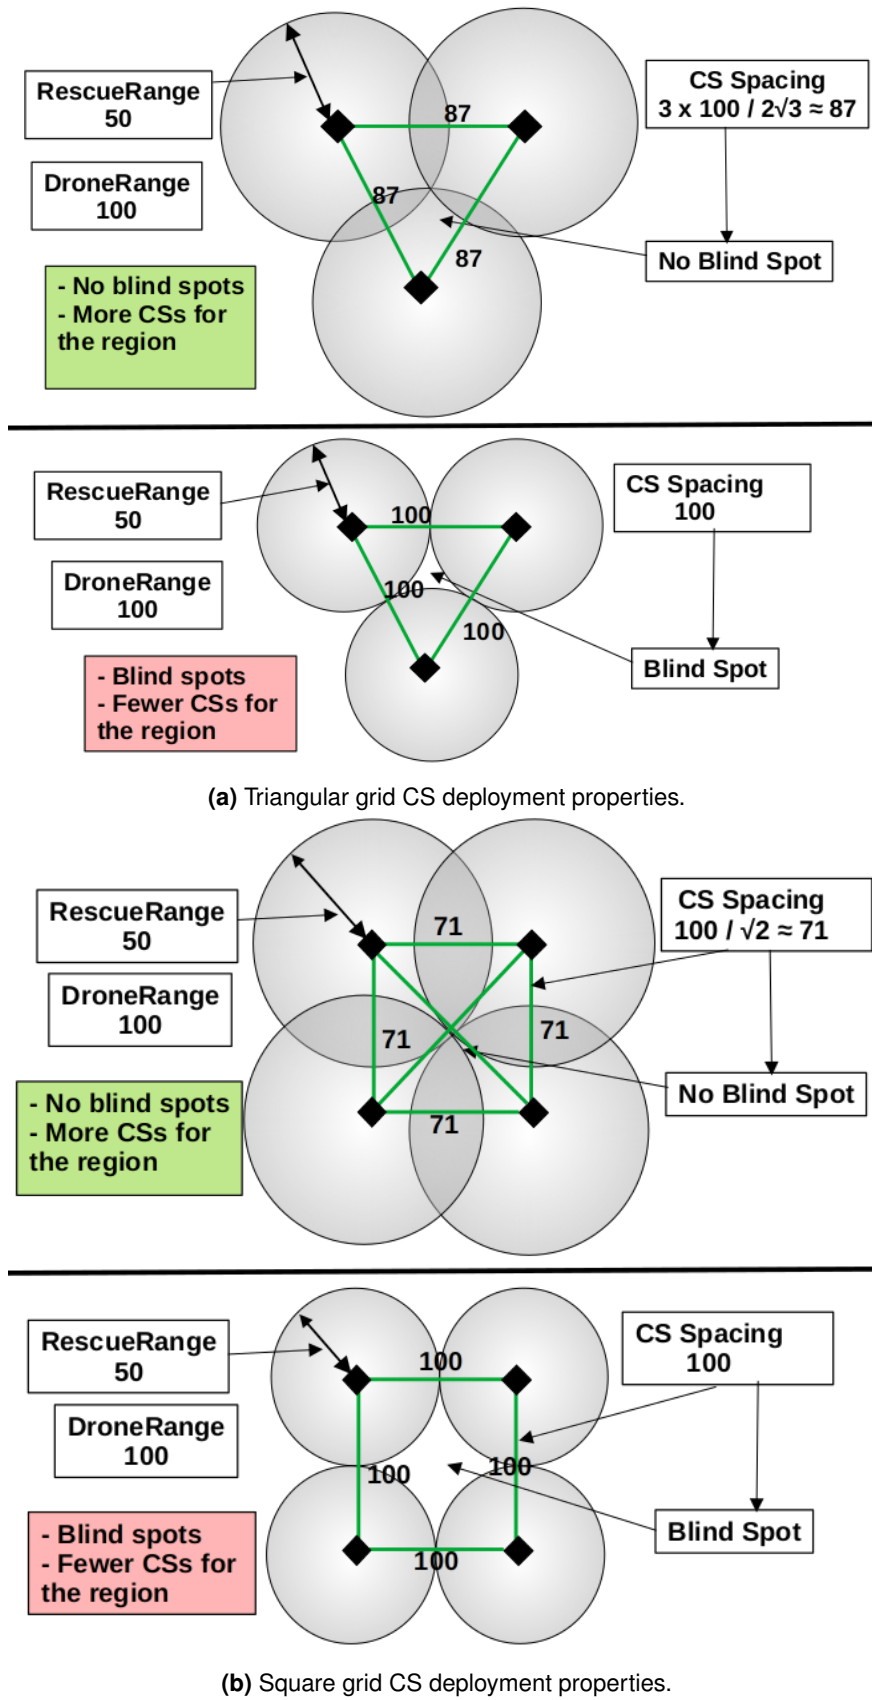 RescueRange
50
87
CS Spacing
3 x 100 / 2√3 ≈ 87
DroneRange
100
87
87
No Blind Spot
- No blind spots
- More CSs for
the region
RescueRange
50
100
CS Spacing
100
DroneRange
100
100
100
Blind Spot
- Blind spots
- Fewer CSs for
the region
(a) Triangular grid CS deployment properties.
RescueRange
50
71
CS Spacing
100 / √2 ≈ 71
DroneRange
100
71
71
No Blind Spot
- No blind spots
- More CSs for
the region
71
RescueRange
50
100
CS Spacing
100
DroneRange
100
100
100
Blind Spot
- Blind spots
- Fewer CSs for
the region
100
(b) Square grid CS deployment properties.